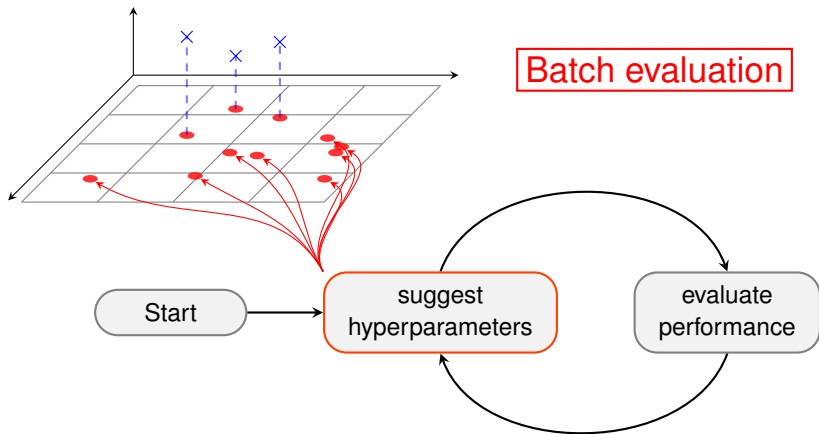 Batch evaluation
Start
suggest
hyperparameters
evaluate
performance